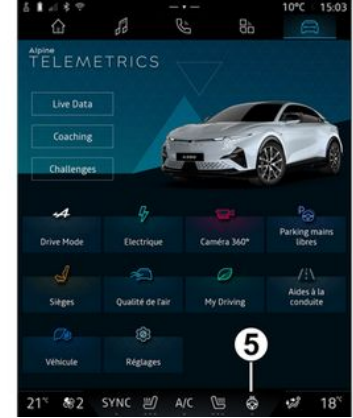 10°C 15:03
Alpine
TELEMETRICS
Live Data
Coaching
Challenges
Drive Mode
Electrique
Caméra 360°
Parking mains
libres
Sièges
Qualité de l'air
My Driving
Aides à la
conduite
Véhicule
Réglages
5
21° 2 SYNC A/C 18°